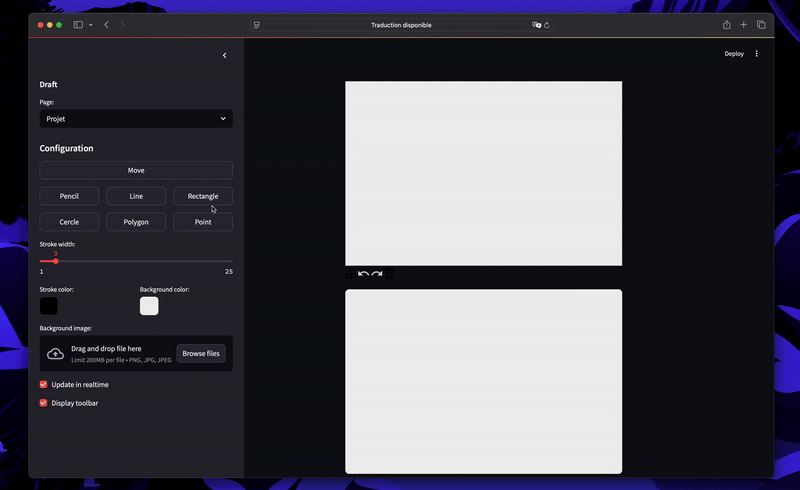 Traduction disponible
Deploy
Draft
Page:
Projet
Configuration
Move
Pencil Line Rectangle
Cercle Polygon Point
Stroke width:
3
1 25
Stroke color: Background color:
Background image:
Drag and drop file here
Limit 200MB per file • PNG, JPG, JPEG
Browse files
Update in realtime
Display toolbar